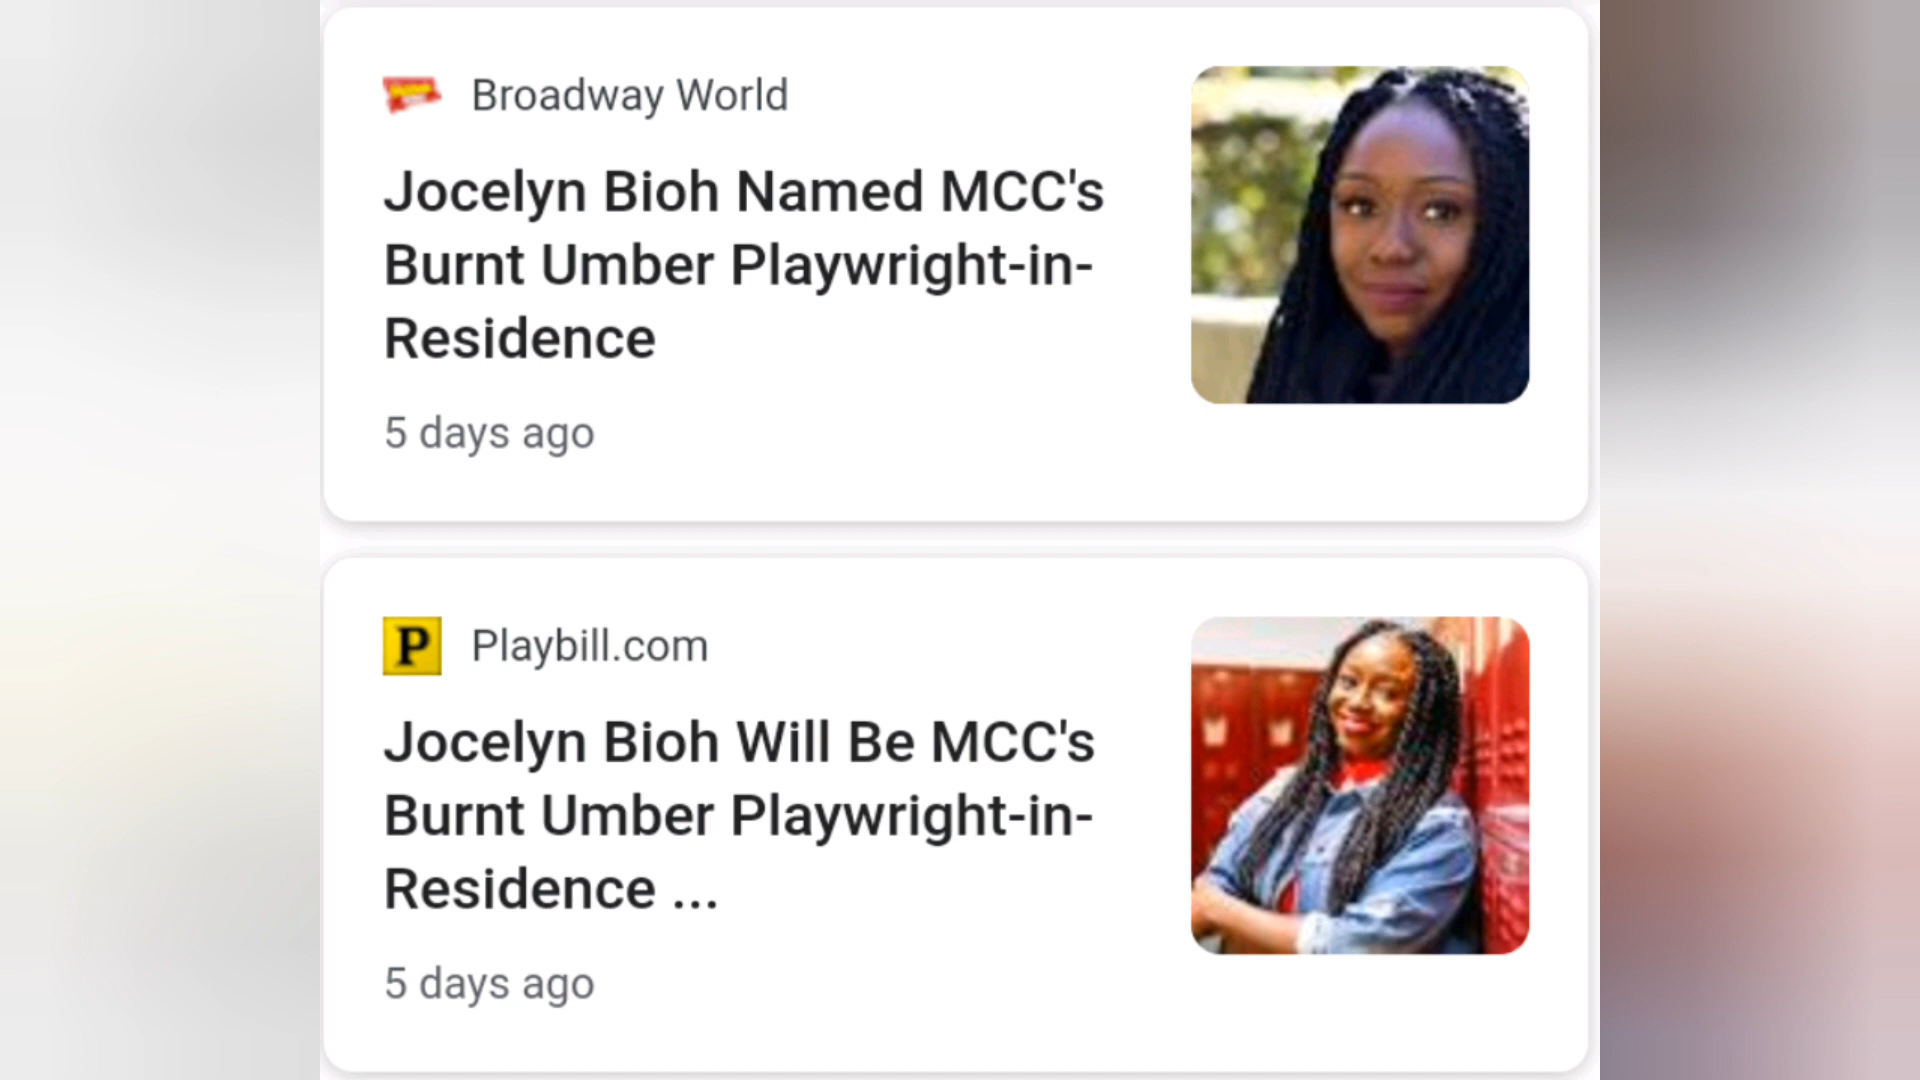 Broadway World
Jocelyn Bioh Named MCC's
Burnt Umber Playwright-in-
Residence
5 days ago
P
Playbill.com
Jocelyn Bioh Will Be MCC's
Burnt Umber Playwright-in-
Residence ...
5 days ago